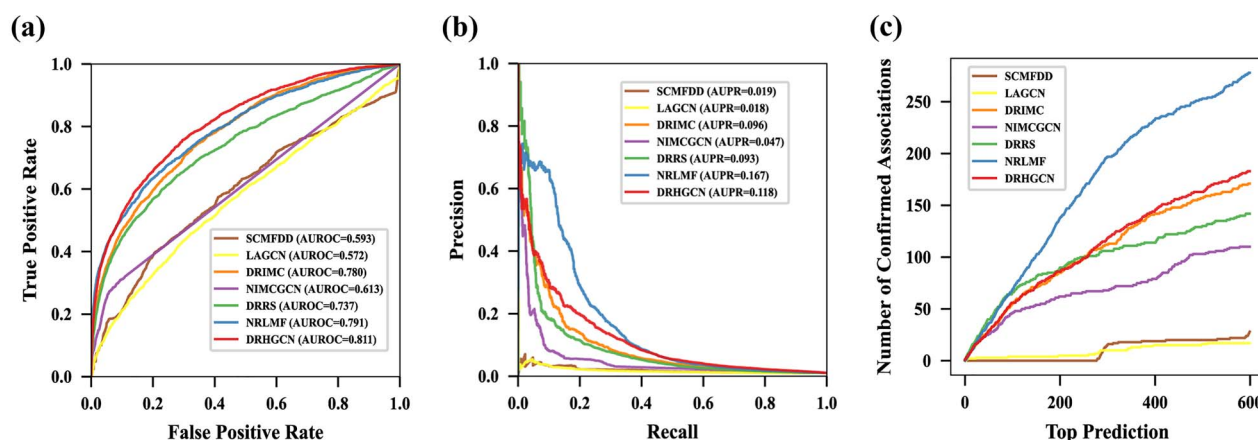 (a)
1.0
0.8
0.6
0.4
0.2
0.0
True Positive Rate
SCMFDD (AUROC=0.593)
LAGCN (AUROC=0.572)
DRIMC (AUROC=0.780)
NIMCGCN (AUROC=0.613)
DRRS (AUROC=0.737)
NRLMF (AUROC=0.791)
DRHGCN (AUROC=0.811)
0.0 0.2 0.4 0.6 0.8 1.0
False Positive Rate
(b)
1.0
0.8
0.6
0.4
0.2
0.0
Precision
SCMFDD (AUPR=0.019)
LAGCN (AUPR=0.018)
DRIMC (AUPR=0.096)
NIMCGCN (AUPR=0.047)
DRRS (AUPR=0.093)
NRLMF (AUPR=0.167)
DRHGCN (AUPR=0.118)
0.0 0.2 0.4 0.6 0.8 1.0
Recall
(c)
250
200
150
100
50
0
Number of Confirmed Associations
SCMFDD
LAGCN
DRIMC
NIMCGCN
DRRS
NRLMF
DRHGCN
0 200 400 600
Top Prediction